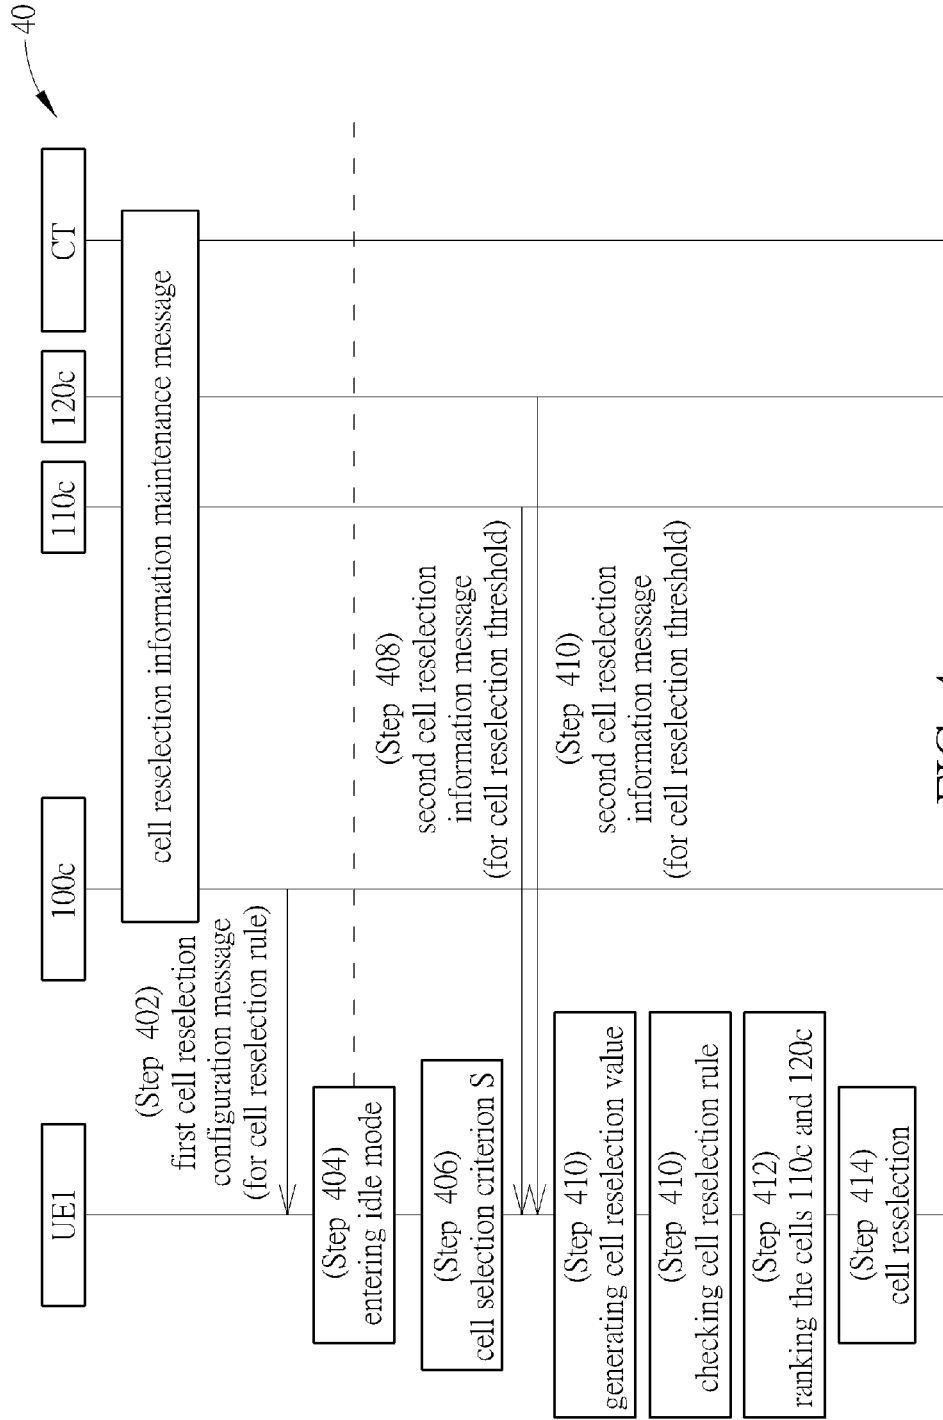 40
UE1
100c
110c
120c
CT
cell reselection information maintenance message
(Step 402)
first cell reselection
configuration message
(for cell reselection rule)
(Step 404)
entering idle mode
(Step 406)
cell selection criterion S
(Step 408)
second cell reselection
information message
(for cell reselection threshold)
(Step 410)
second cell reselection
information message
(for cell reselection threshold)
(Step 410)
generating cell reselection value
(Step 410)
checking cell reselection rule
(Step 412)
ranking the cells 110c and 120c
(Step 414)
cell reselection